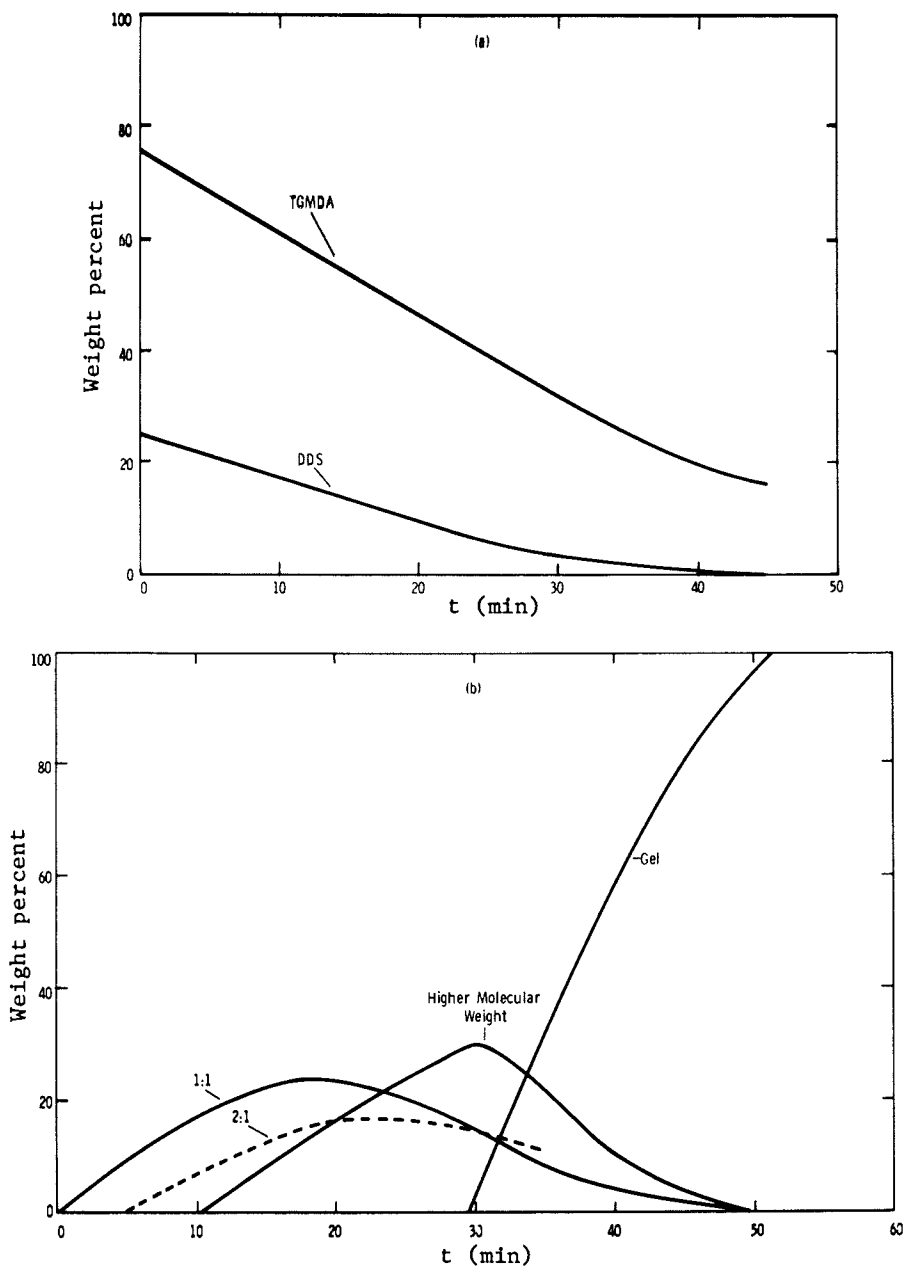 (a)
100
80
60
40
20
0
Weight percent
TGMDA
DDS
0 10 20 30 40 50
t (min)
(b)
100
80
60
40
20
0
Weight percent
Gel
Higher Molecular
Weight
1:1
2:1
0 10 20 30 40 50 60
t (min)